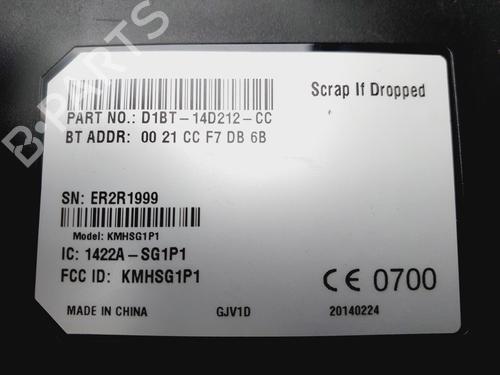 B-PARTS
Scrap If Dropped
PART NO.: D1BT-14D212-CC
BT ADDR: 00 21 CC F7 DB 6B
SN: ER2R1999
Model: KMHSG1P1
IC: 1422A-SG1P1
FCC ID: KMHSG1P1
CE 0700
MADE IN CHINA GJV1D 20140224